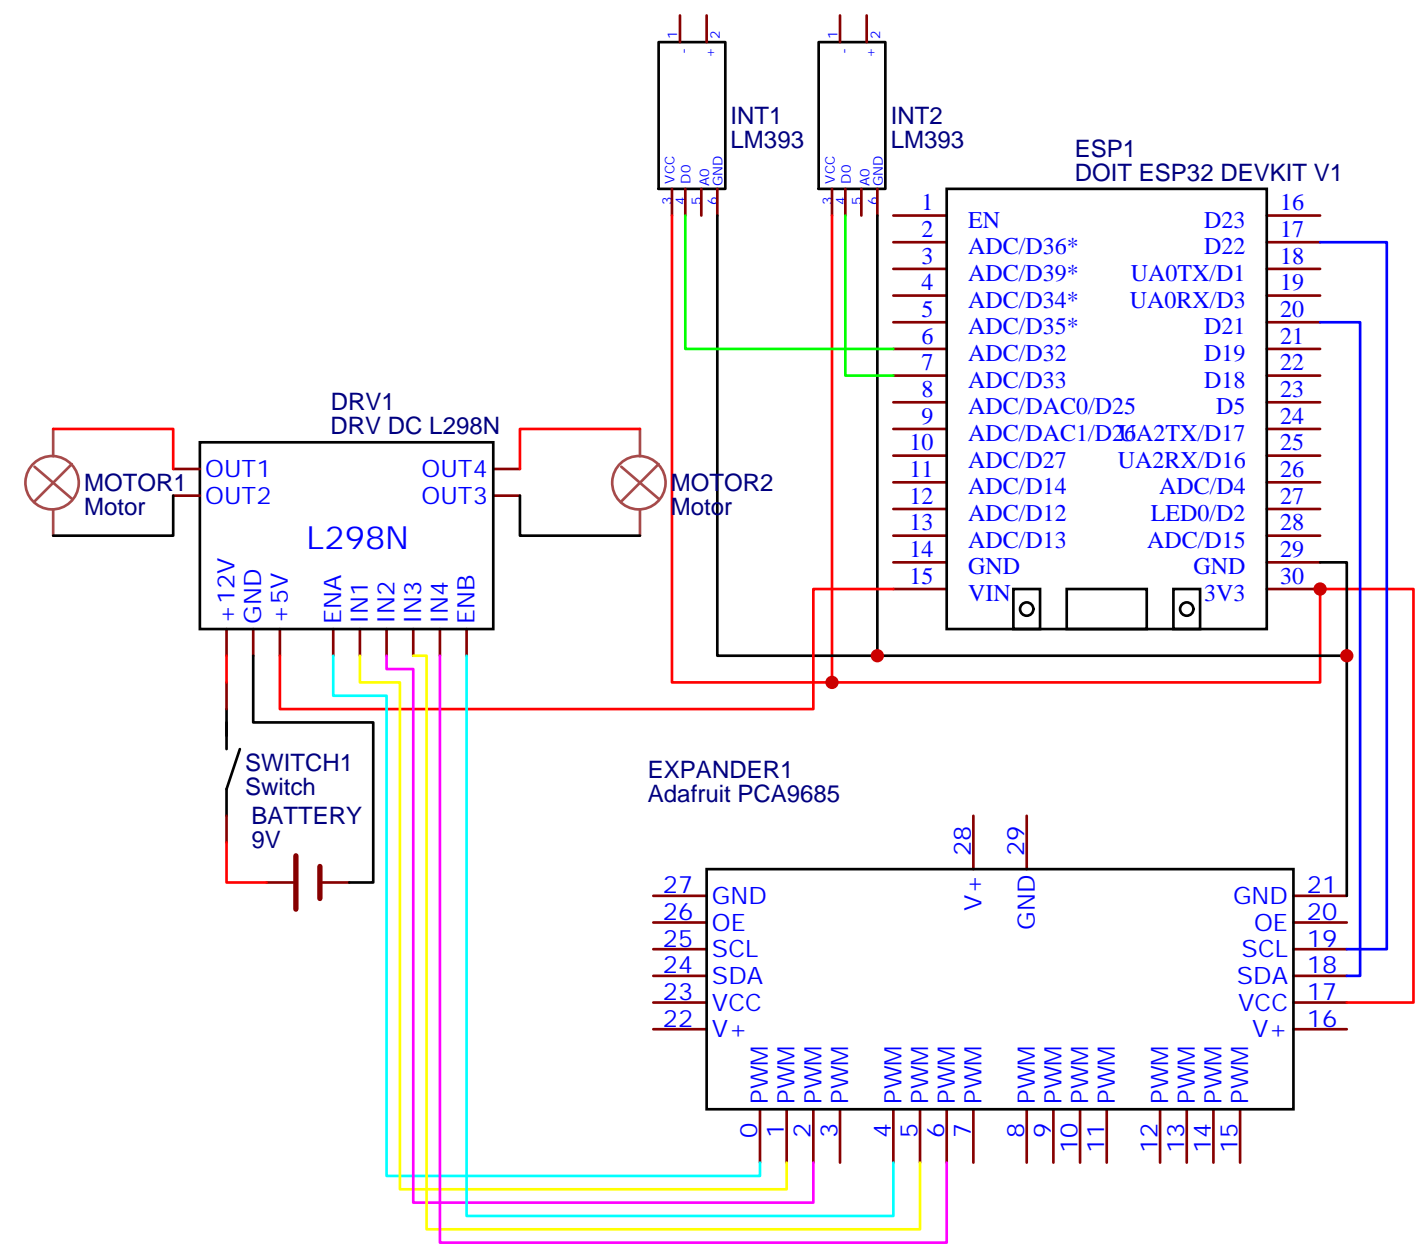 1
2
-
+
INT1
LM393
VCC
D0
A0
GND
3
4
5
6
1
2
-
+
INT2
LM393
VCC
D0
A0
GND
3
4
5
6
ESP1
DOIT ESP32 DEVKIT V1
1 EN D23 16
2 ADC/D36* D22 17
3 ADC/D39* UA0TX/D1 18
4 ADC/D34* UA0RX/D3 19
5 ADC/D35* D21 20
6 ADC/D32 D19 21
7 ADC/D33 D18 22
8 ADC/DAC0/D25 D5 23
9 ADC/DAC1/D26 UA2TX/D17 24
10 ADC/D27 UA2RX/D16 25
11 ADC/D14 ADC/D4 26
12 ADC/D12 LED0/D2 27
13 ADC/D13 ADC/D15 28
14 GND GND 29
15 VIN 3V3 30
DRV1
DRV DC L298N
OUT1 OUT4
OUT2 OUT3
L298N
+12V
GND
+5V
ENA
IN1
IN2
IN3
IN4
ENB
MOTOR1
Motor
MOTOR2
Motor
SWITCH1
Switch
BATTERY
9V
EXPANDER1
Adafruit PCA9685
28
29
V+
GND
27 GND GND 21
26 OE OE 20
25 SCL SCL 19
24 SDA SDA 18
23 VCC VCC 17
22 V+ V+ 16
PWM PWM PWM PWM PWM PWM PWM PWM PWM PWM PWM PWM PWM PWM PWM PWM
0 1 2 3 4 5 6 7 8 9 10 11 12 13 14 15